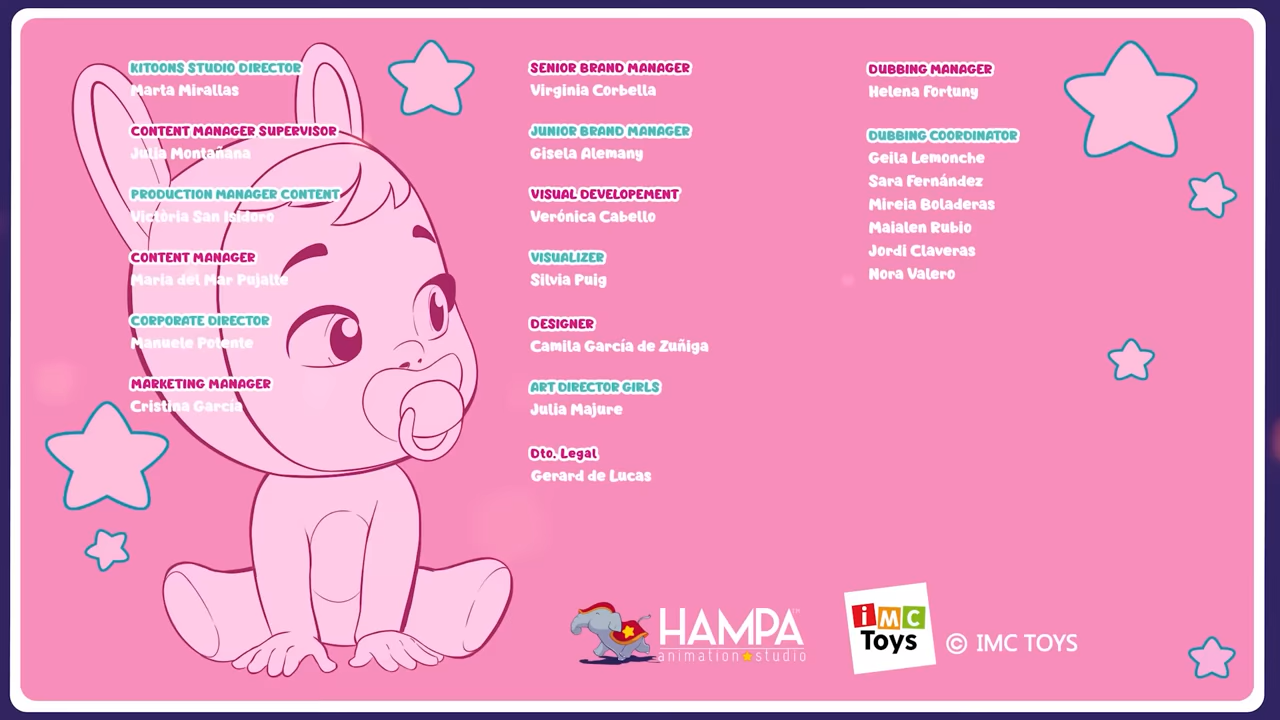 KITOONS STUDIO DIRECTOR
Marta Mirallas
CONTENT MANAGER SUPERVISOR
Julia Montañana
PRODUCTION MANAGER CONTENT
Victòria San Isidoro
CONTENT MANAGER
Maria del Mar Pujalte
CORPORATE DIRECTOR
Manuele Potente
MARKETING MANAGER
Cristina García
SENIOR BRAND MANAGER
Virginia Corbella
JUNIOR BRAND MANAGER
Gisela Alemany
VISUAL DEVELOPEMENT
Verónica Cabello
VISUALIZER
Silvia Puig
DESIGNER
Camila García de Zuñiga
ART DIRECTOR GIRLS
Julia Majure
Dto. Legal
Gerard de Lucas
DUBBING MANAGER
Helena Fortuny
DUBBING COORDINATOR
Geila Lemonche
Sara Fernández
Mireia Boladeras
Maialen Rubio
Jordi Claveras
Nora Valero
HAMPA™
animation studio
iMC
Toys
© IMC TOYS